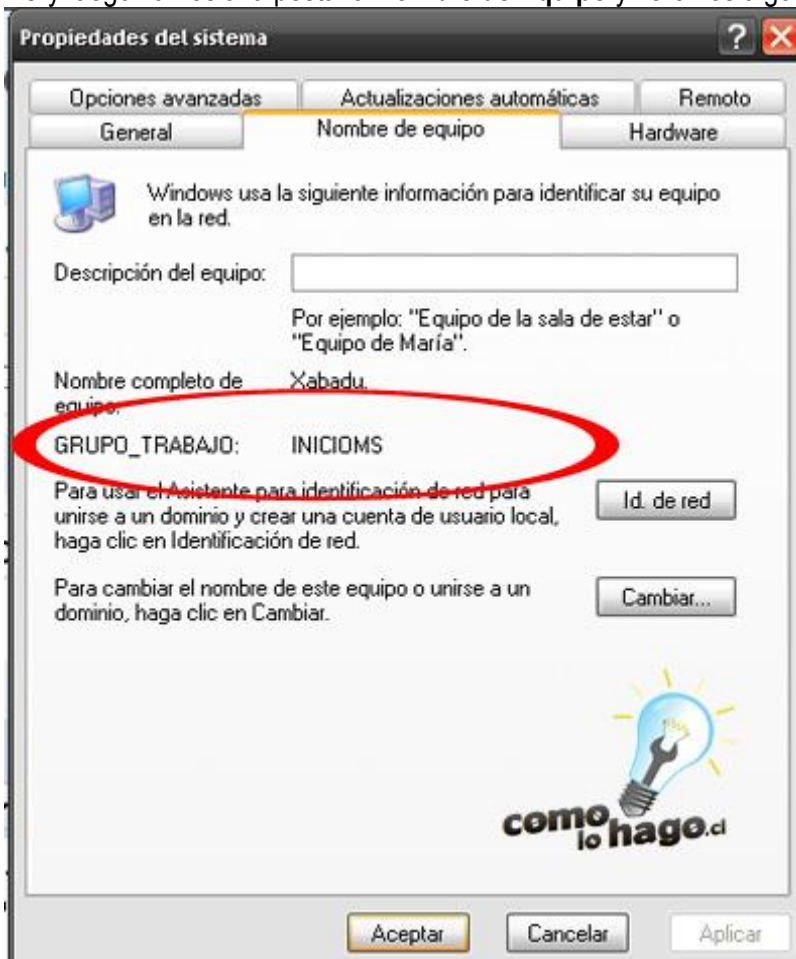 Propiedades del sistema
Opciones avanzadas Actualizaciones automáticas Remoto
General Nombre de equipo Hardware
Windows usa la siguiente información para identificar su equipo
en la red.
Descripción del equipo:
Por ejemplo: "Equipo de la sala de estar" o
"Equipo de María".
Nombre completo de Xabadu.
equipo:
GRUPO_TRABAJO: INICIOMS
Para usar el Asistente para identificación de red para
unirse a un dominio y crear una cuenta de usuario local,
haga clic en Identificación de red.
Id. de red
Para cambiar el nombre de este equipo o unirse a un
dominio, haga clic en Cambiar.
Cambiar...
como
lo hago.cl
Aceptar Cancelar Aplicar